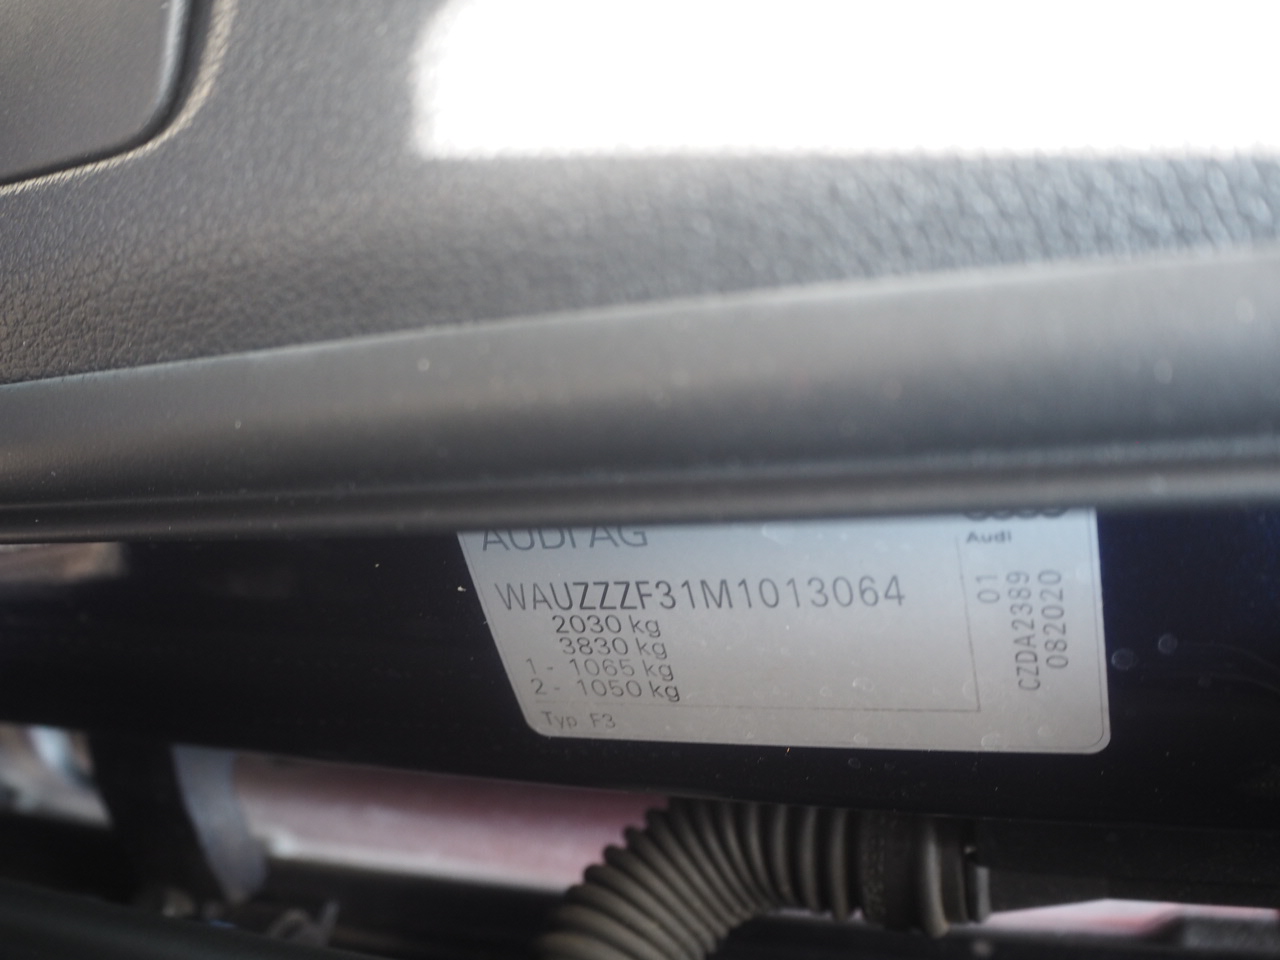 AUDI AG
Audi
WAUZZZF31M1013064
2030 kg
3830 kg
1 - 1065 kg
2 - 1050 kg
Typ F3
01
CZDA2389
082020